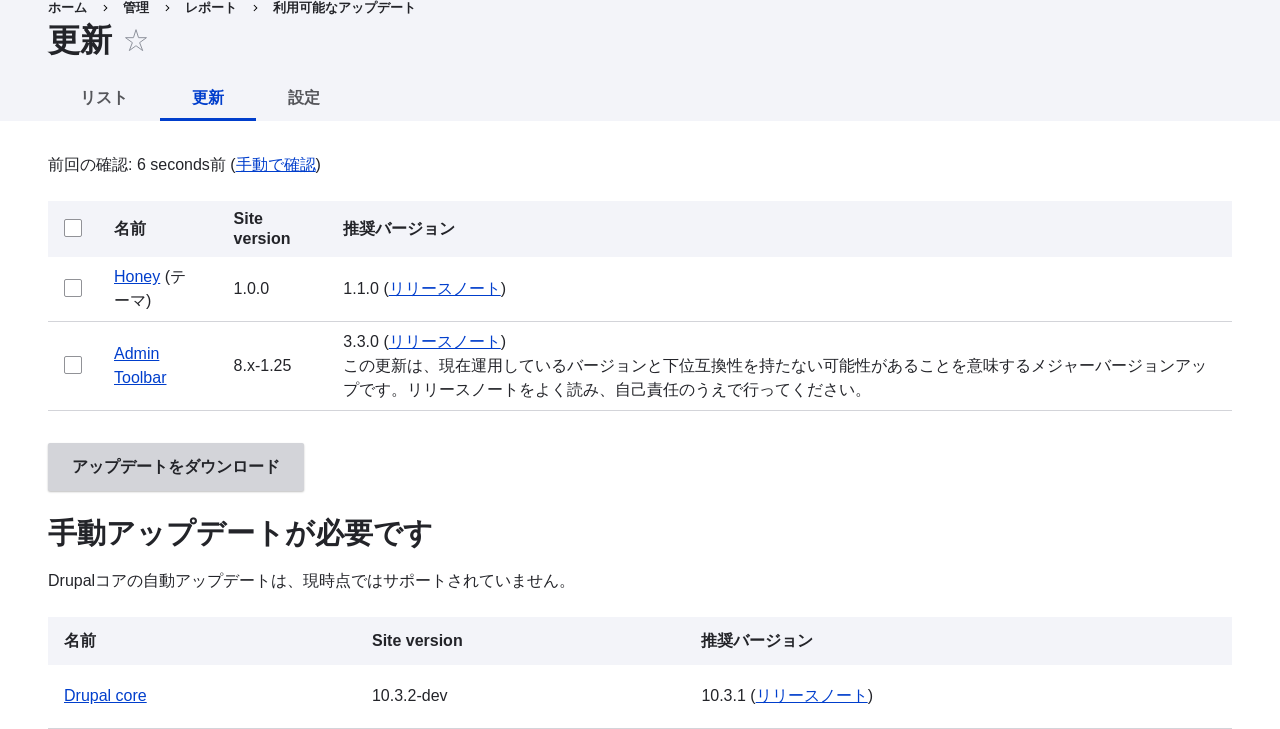 ホーム › 管理 › レポート › 利用可能なアップデート
更新 ☆
リスト 更新 設定
前回の確認: 6 seconds前 (手動で確認)
名前 Site version 推奨バージョン
Honey (テーマ) 1.0.0 1.1.0 (リリースノート)
Admin Toolbar 8.x-1.25 3.3.0 (リリースノート)
この更新は、現在運用しているバージョンと下位互換性を持たない可能性があることを意味するメジャーバージョンアッ
プです。リリースノートをよく読み、自己責任のうえで行ってください。
アップデートをダウンロード
手動アップデートが必要です
Drupalコアの自動アップデートは、現時点ではサポートされていません。
名前 Site version 推奨バージョン
Drupal core 10.3.2-dev 10.3.1 (リリースノート)